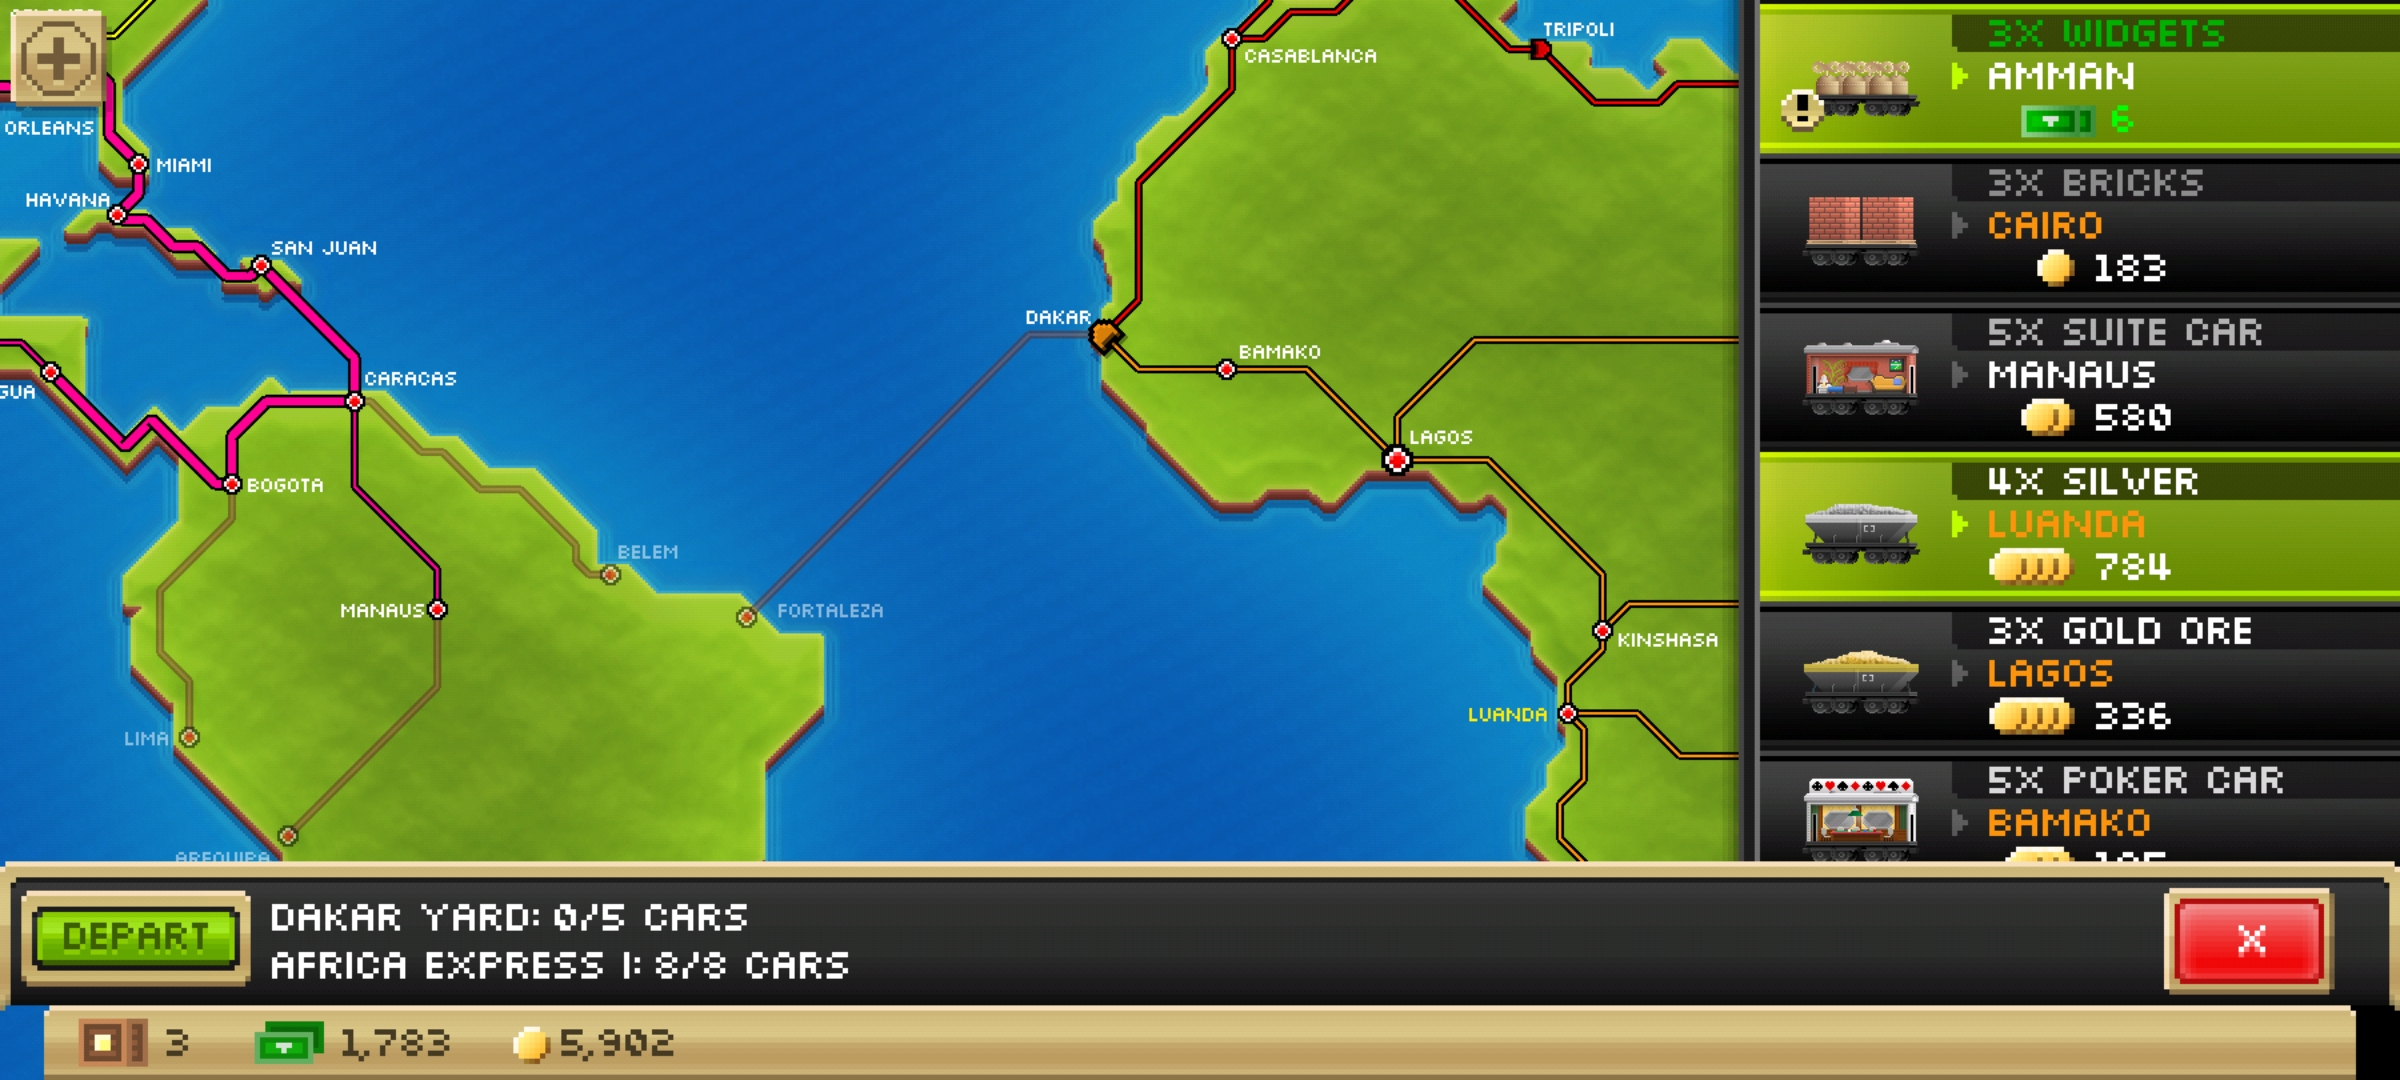 TRIPOLI
CASABLANCA
ORLEANS
MIAMI
HAVANA
SAN JUAN
DAKAR
BAMAKO
CARACAS
GUA
LAGOS
BOGOTA
BELEM
MANAUS
FORTALEZA
KINSHASA
LUANDA
LIMA
AREQUIPA
3X WIDGETS
AMMAN
6
3X BRICKS
CAIRO
183
5X SUITE CAR
MANAUS
580
4X SILVER
LUANDA
784
3X GOLD ORE
LAGOS
336
5X POKER CAR
BAMAKO
DEPART
DAKAR YARD: 0/5 CARS
AFRICA EXPRESS I: 8/8 CARS
X
3
1,783
5,902